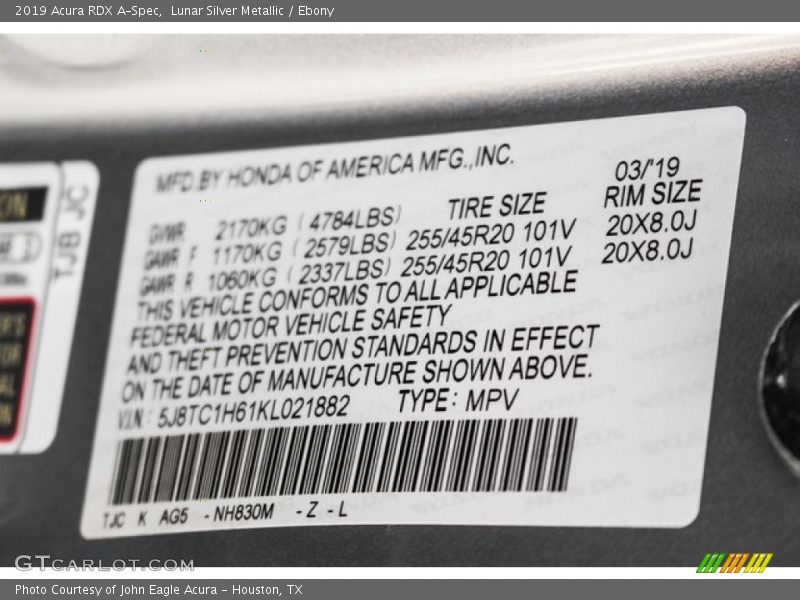 2019 Acura RDX A-Spec,  Lunar Silver Metallic / Ebony
MFD.BY HONDA OF AMERICA MFG.,INC.
03/'19
GVWR 2170KG (4784LBS) TIRE SIZE RIM SIZE
GAWR F 1170KG (2579LBS) 255/45R20 101V 20X8.0J
GAWR R 1060KG (2337LBS) 255/45R20 101V 20X8.0J
THIS VEHICLE CONFORMS TO ALL APPLICABLE
FEDERAL MOTOR VEHICLE SAFETY
AND THEFT PREVENTION STANDARDS IN EFFECT
ON THE DATE OF MANUFACTURE SHOWN ABOVE.
V.I.N.: 5J8TC1H61KL021882 TYPE: MPV
TJC K AG5 -NH830M -Z -L
TJB JC
GTCARLOT.COM
Photo Courtesy of John Eagle Acura - Houston, TX